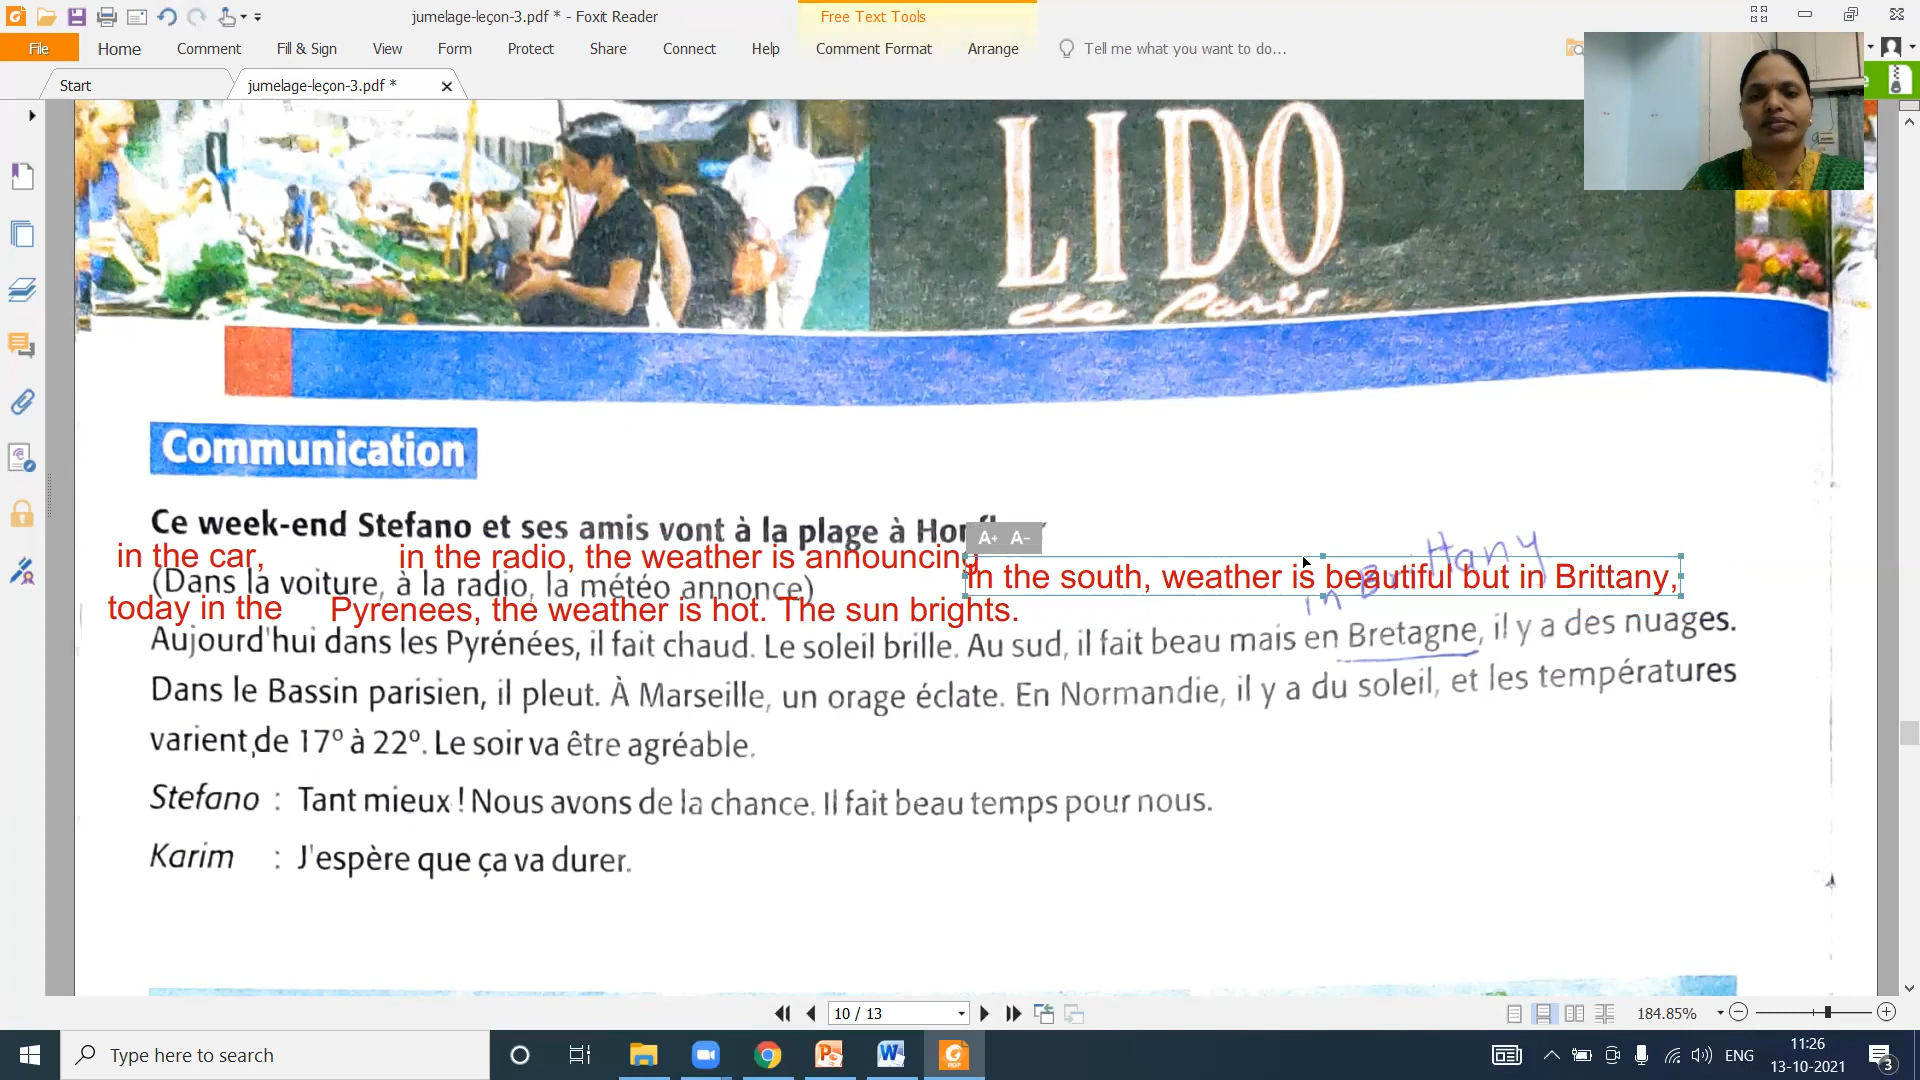 jumelage-leçon-3.pdf * - Foxit Reader
Free Text Tools
File Home Comment Fill & Sign View Form Protect Share Connect Help Comment Format Arrange Tell me what you want to do...
Start jumelage-leçon-3.pdf *
LIDO
de Paris
Communication
Ce week-end Stefano et ses amis vont à la plage à
in the car, in the radio, the weather is announcing
A+ A-
in Brittany
in the south, weather is beautiful but in Brittany,
(Dans la voiture, à la radio, la météo annonce)
today in the Pyrenees, the weather is hot. The sun brights.
Aujourd'hui dans les Pyrénées, il fait chaud. Le soleil brille. Au sud, il fait beau mais en Bretagne, il y a des nuages.
Dans le Bassin parisien, il pleut. À Marseille, un orage éclate. En Normandie, il y a du soleil, et les températures
varient de 17º à 22º. Le soir va être agréable.
Stefano : Tant mieux ! Nous avons de la chance. Il fait beau temps pour nous.
Karim : J'espère que ça va durer.
10 / 13
184.85%
Type here to search
ENG
11:26
13-10-2021
3